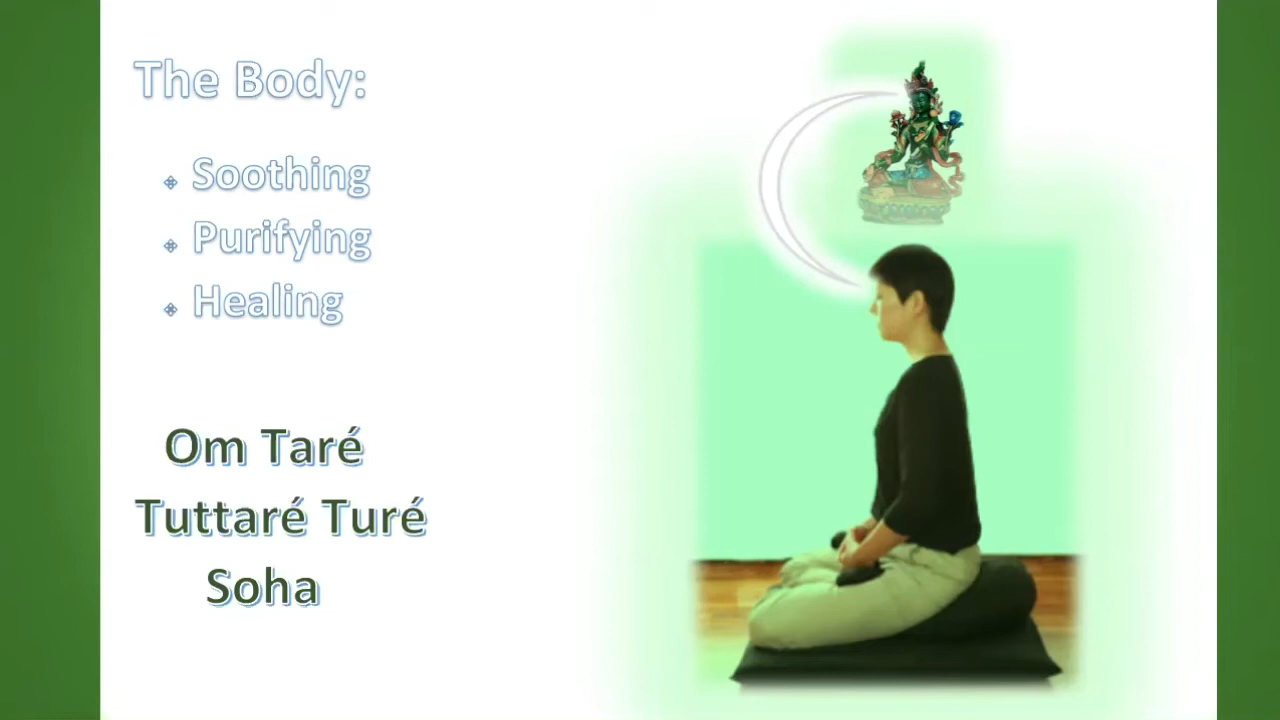 The Body:
Soothing
Purifying
Healing
Om Taré
Tuttaré Turé
Soha